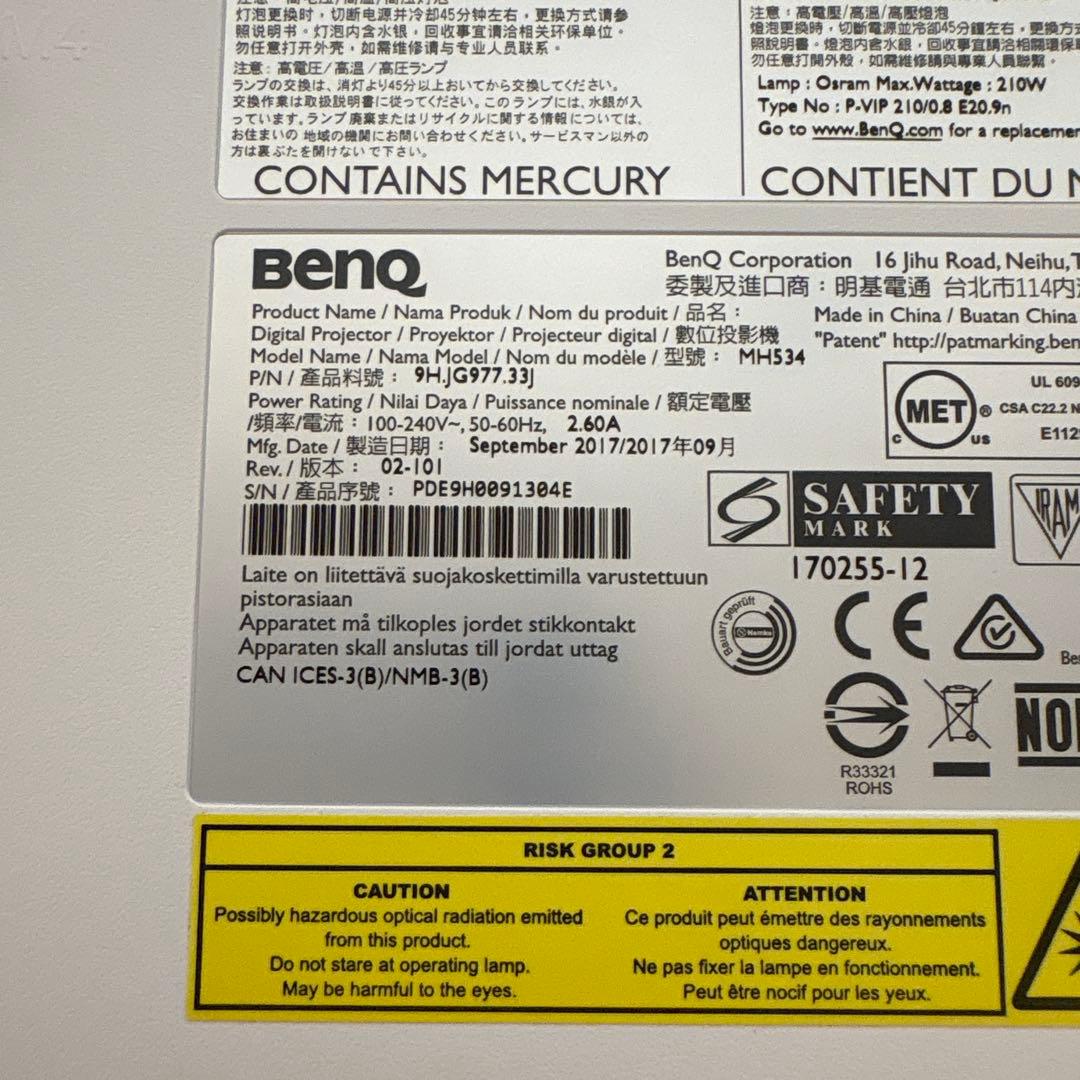 灯泡更换时，切断电源并冷却45分钟左右，更换方式请参
照说明书。灯泡内含水银，回收事宜请洽相关环保单位。
勿任意打开外壳，如需维修请与专业人员联系。
注意: 高電圧/高温/高圧ランプ
ランプの交換は、消灯より45分以上おいてから交換してください。
交換作業は取扱説明書に従ってください。このランプには、水銀が入
っています。ランプ廃棄またはリサイクルに関する情報については、
お住まいの 地域の機関にお問い合わせください。サービスマン以外の
方は裏ぶたを開けないで下さい。
CONTAINS MERCURY
注意：高電壓/高溫/高壓燈泡
燈泡更換時，切斷電源並冷卻45分鐘左右，更換方
照說明書。燈泡內含水銀，回收事宜請洽相關環保
勿任意打開外殼，如需維修請與專業人員聯繫。
Lamp : Osram Max.Wattage : 210W
Type No : P-VIP 210/0.8 E20.9n
Go to www.BenQ.com for a replacemen
CONTIENT DU
BenQ
BenQ Corporation 16 Jihu Road, Neihu,
委製及進口商：明基電通 台北市114內
Product Name / Nama Produk / Nom du produit / 品名：
Digital Projector / Proyektor / Projecteur digital / 數位投影機
Model Name / Nama Model / Nom du modèle / 型號： MH534
P/N / 產品料號： 9H.JG977.33J
Power Rating / Nilai Daya / Puissance nominale / 額定電壓
/頻率/電流：100-240V~, 50-60Hz, 2.60A
Mfg. Date / 製造日期： September 2017/2017年09月
Rev. / 版本： 02-101
S/N / 產品序號： PDE9H0091304E
Made in China / Buatan China
"Patent" http://patmarking.ben
MET
®
C US
UL 609
CSA C22.2 N
E112
SAFETY
MARK
170255-12
IRAM
Laite on liitettävä suojakoskettimilla varustettuun
pistorasiaan
Apparatet må tilkoples jordet stikkontakt
Apparaten skall anslutas till jordat uttag
CAN ICES-3(B)/NMB-3(B)
Bauart geprüft
Nemko
CE
Be
R33321
ROHS
NO
RISK GROUP 2
CAUTION
Possibly hazardous optical radiation emitted
from this product.
Do not stare at operating lamp.
May be harmful to the eyes.
ATTENTION
Ce produit peut émettre des rayonnements
optiques dangereux.
Ne pas fixer la lampe en fonctionnement.
Peut être nocif pour les yeux.